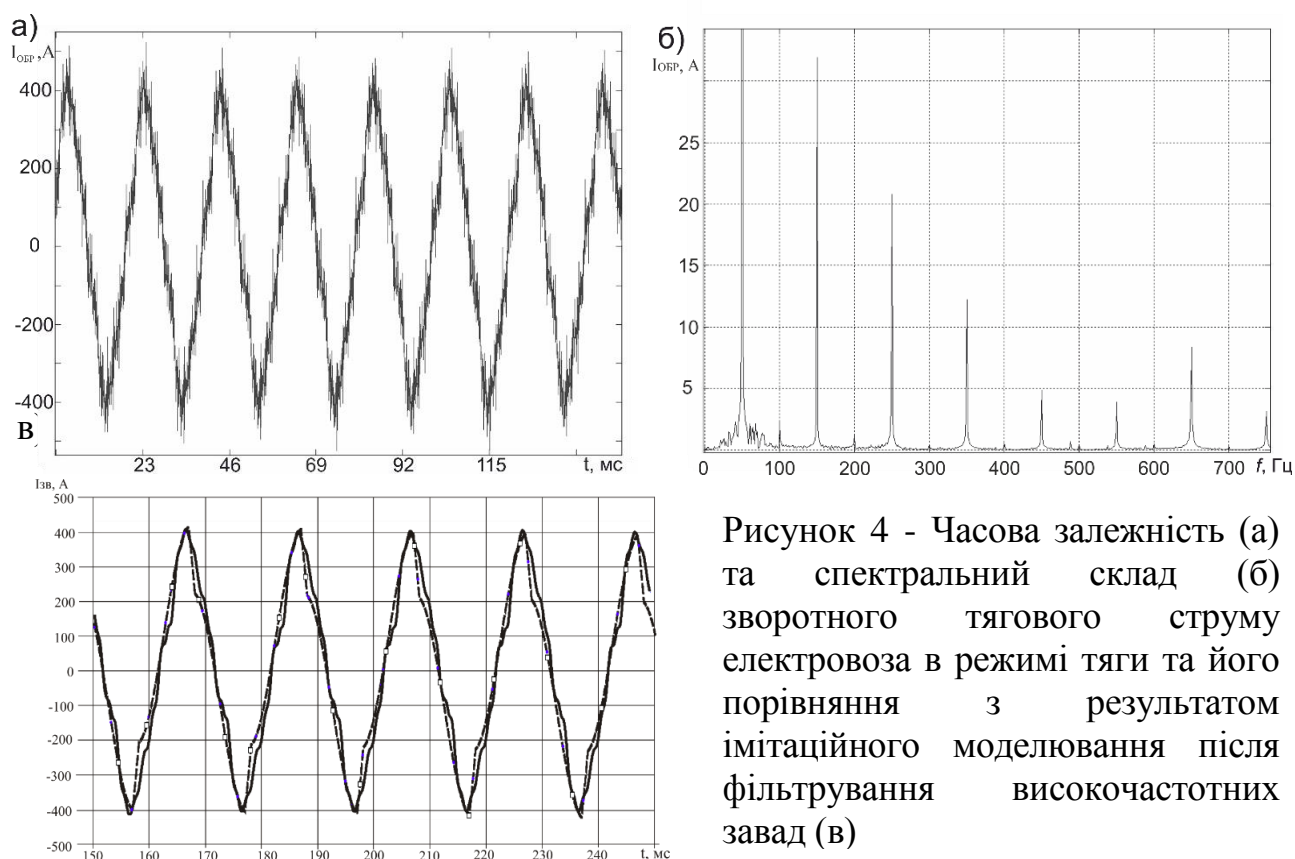 а)
I_ОБР, А
400
200
0
-200
-400
23 46 69 92 115 t, мс
б)
I_ОБР, А
25
20
15
10
5
0 100 200 300 400 500 600 700 f, Гц
в
Iзв, А
500
400
300
200
100
0
-100
-200
-300
-400
-500
150 160 170 180 190 200 210 220 230 240 t, мс
Рисунок 4 - Часова залежність (а)
та спектральний склад (б)
зворотного тягового струму
електровоза в режимі тяги та його
порівняння з результатом
імітаційного моделювання після
фільтрування високочастотних
завад (в)